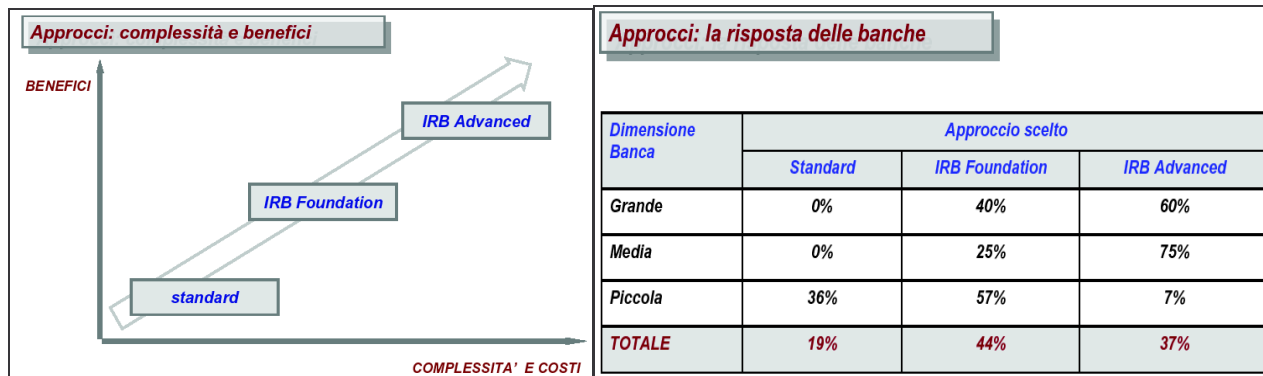 Approcci: complessità e benefici
BENEFICI
IRB Advanced
IRB Foundation
standard
COMPLESSITA' E COSTI
Approcci: la risposta delle banche
Dimensione Banca
Approccio scelto
Standard IRB Foundation IRB Advanced
Grande 0% 40% 60%
Media 0% 25% 75%
Piccola 36% 57% 7%
TOTALE 19% 44% 37%